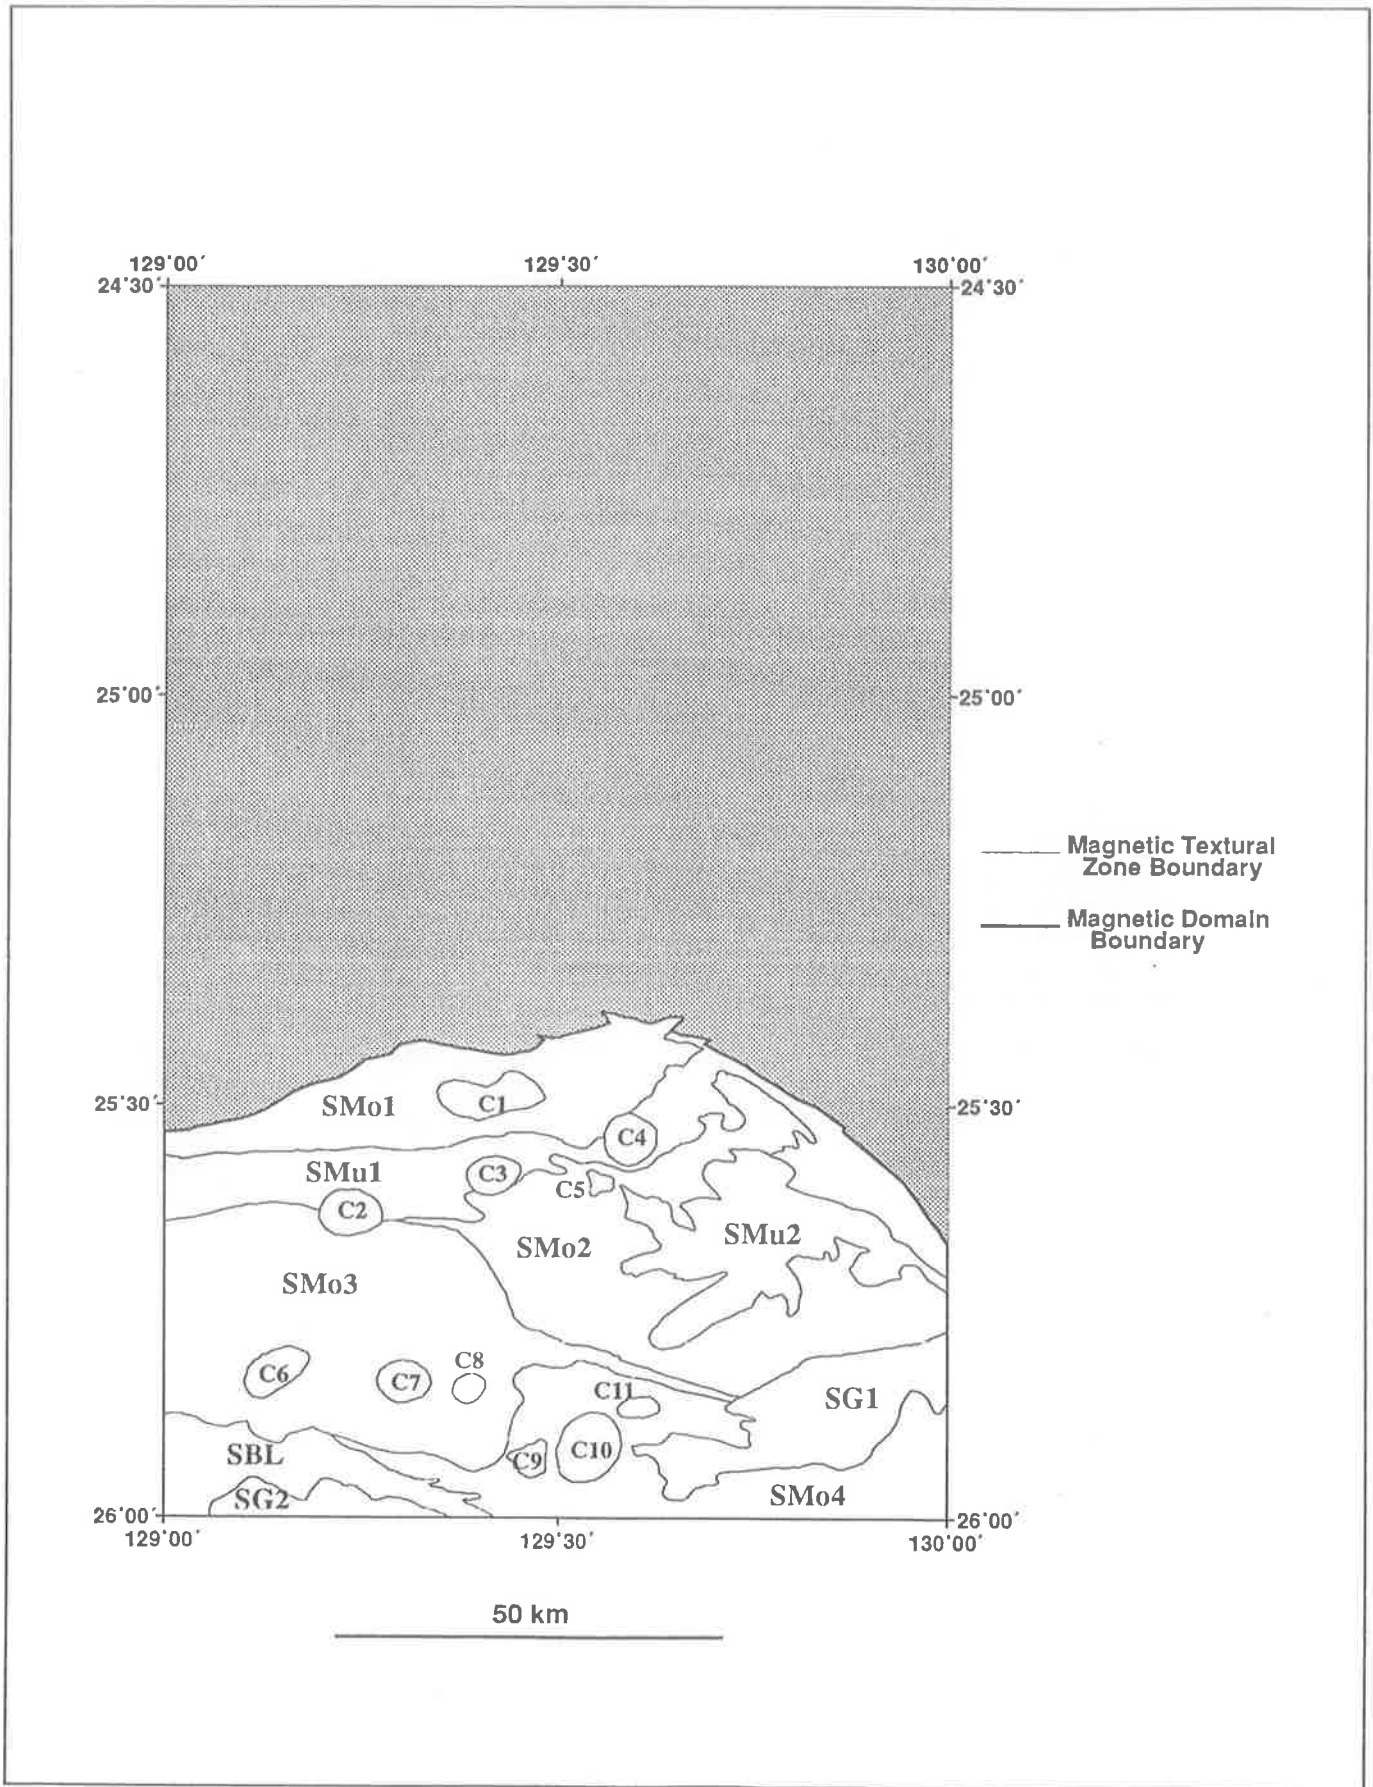 129°00′ 129°30′ 130°00′
24°30′ 24°30′
25°00′ 25°00′
Magnetic Textural
Zone Boundary
Magnetic Domain
Boundary
25°30′ 25°30′
SMo1 C1
C4
SMu1 C3
C5
C2
SMo2 SMu2
SMo3
C8
C6 C7
C11 SG1
SBL C9 C10
SG2 SMo4
26°00′ 26°00′
129°00′ 129°30′ 130°00′
50 km